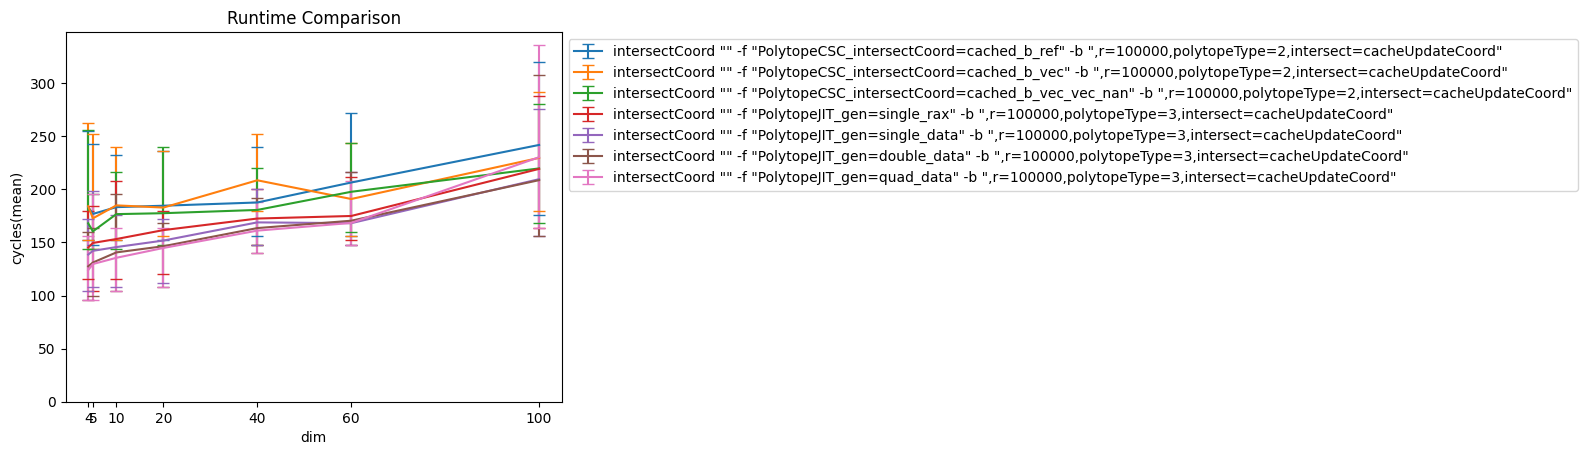 Runtime Comparison
cycles(mean)
300
250
200
150
100
50
0
4
5
10
20
40
60
100
dim
intersectCoord "" -f "PolytopeCSC_intersectCoord=cached_b_ref" -b ",r=100000,polytopeType=2,intersect=cacheUpdateCoord"
intersectCoord "" -f "PolytopeCSC_intersectCoord=cached_b_vec" -b ",r=100000,polytopeType=2,intersect=cacheUpdateCoord"
intersectCoord "" -f "PolytopeCSC_intersectCoord=cached_b_vec_vec_nan" -b ",r=100000,polytopeType=2,intersect=cacheUpdateCoord"
intersectCoord "" -f "PolytopeJIT_gen=single_rax" -b ",r=100000,polytopeType=3,intersect=cacheUpdateCoord"
intersectCoord "" -f "PolytopeJIT_gen=single_data" -b ",r=100000,polytopeType=3,intersect=cacheUpdateCoord"
intersectCoord "" -f "PolytopeJIT_gen=double_data" -b ",r=100000,polytopeType=3,intersect=cacheUpdateCoord"
intersectCoord "" -f "PolytopeJIT_gen=quad_data" -b ",r=100000,polytopeType=3,intersect=cacheUpdateCoord"